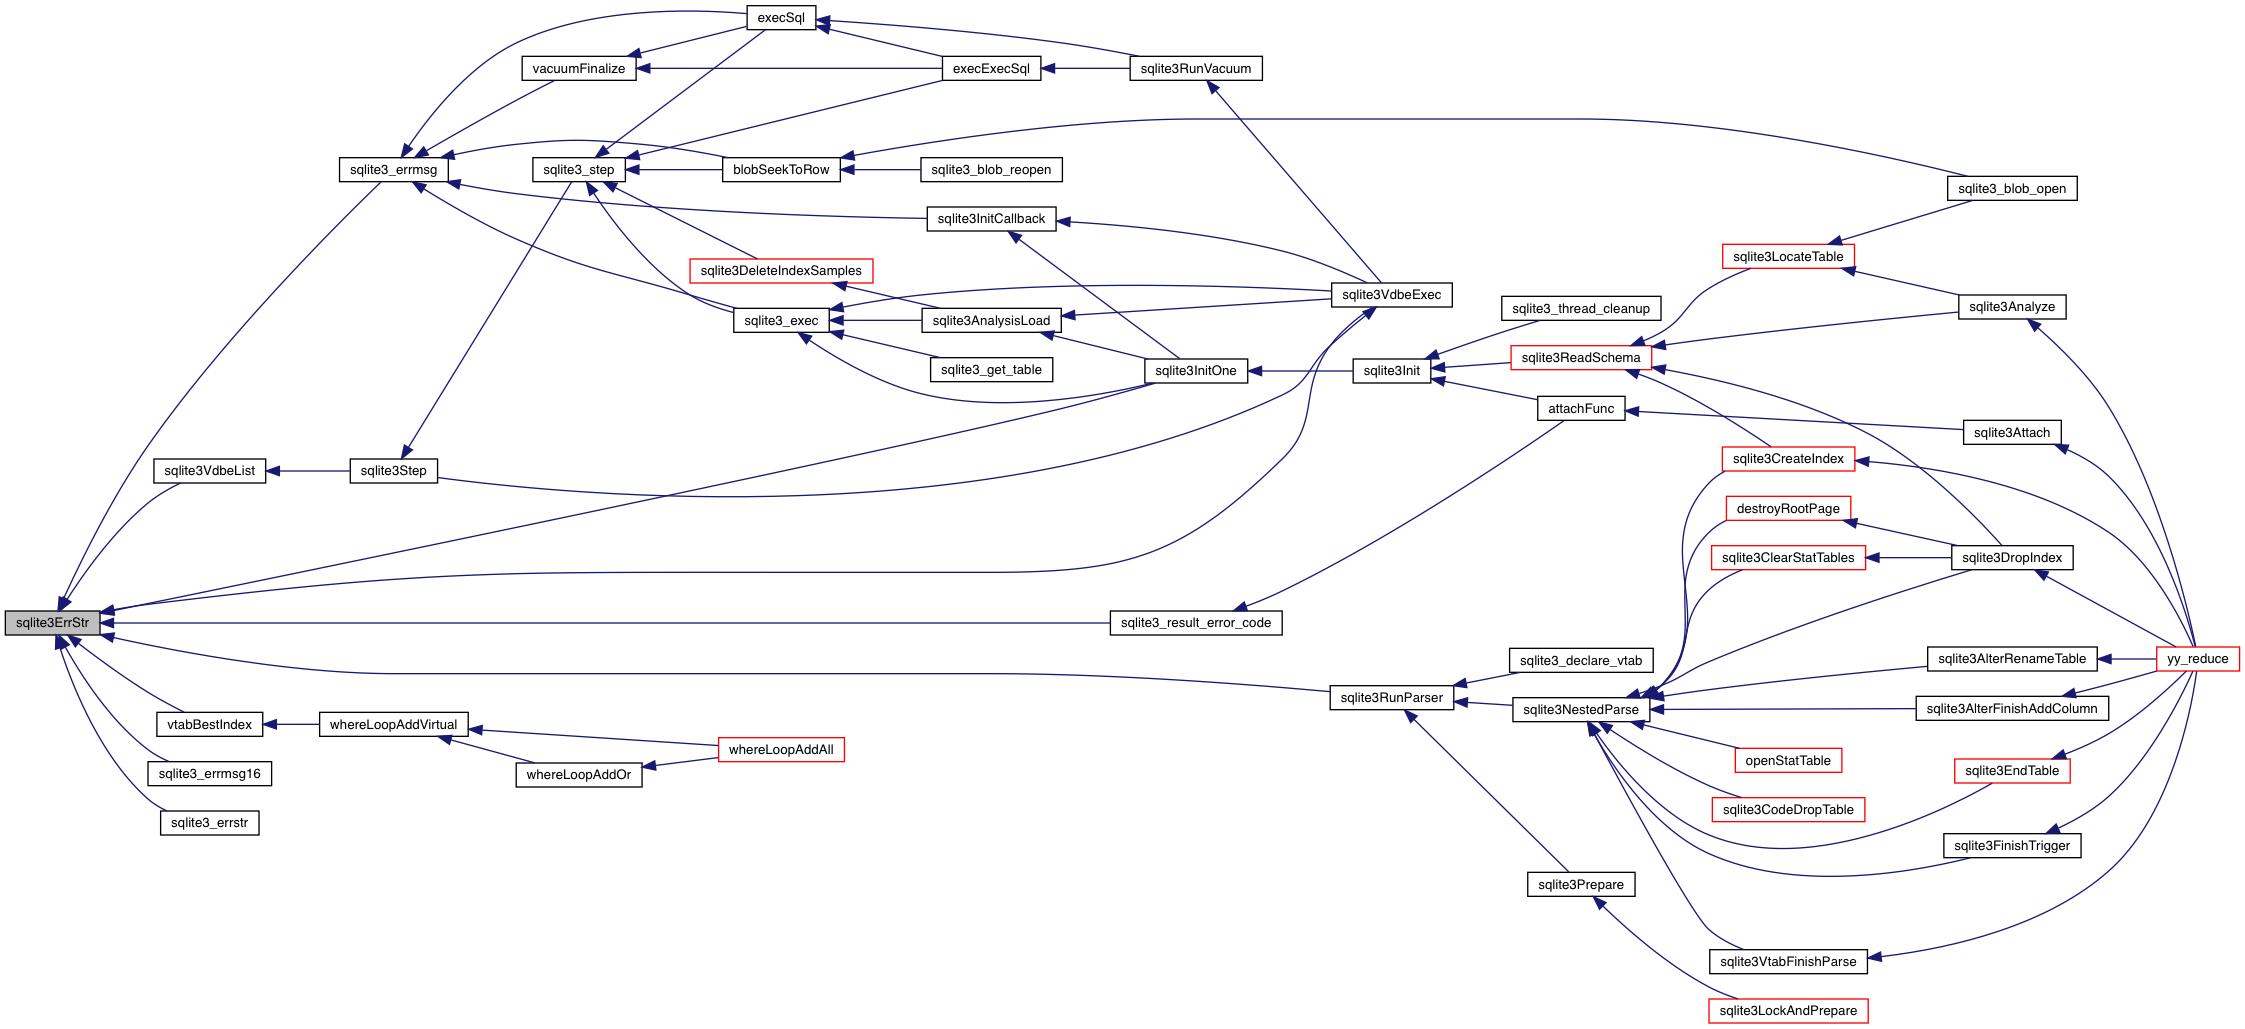 execSql
vacuumFinalize
execExecSql
sqlite3RunVacuum
sqlite3_errmsg
sqlite3_step
blobSeekToRow
sqlite3_blob_reopen
sqlite3_blob_open
sqlite3InitCallback
sqlite3LocateTable
sqlite3DeleteIndexSamples
sqlite3VdbeExec
sqlite3_thread_cleanup
sqlite3Analyze
sqlite3_exec
sqlite3AnalysisLoad
sqlite3_get_table
sqlite3InitOne
sqlite3Init
sqlite3ReadSchema
attachFunc
sqlite3Attach
sqlite3VdbeList
sqlite3Step
sqlite3CreateIndex
destroyRootPage
sqlite3ClearStatTables
sqlite3DropIndex
sqlite3ErrStr
sqlite3_result_error_code
sqlite3_declare_vtab
sqlite3AlterRenameTable
yy_reduce
sqlite3RunParser
sqlite3NestedParse
sqlite3AlterFinishAddColumn
vtabBestIndex
whereLoopAddVirtual
whereLoopAddAll
openStatTable
sqlite3_errmsg16
whereLoopAddOr
sqlite3EndTable
sqlite3CodeDropTable
sqlite3_errstr
sqlite3FinishTrigger
sqlite3Prepare
sqlite3VtabFinishParse
sqlite3LockAndPrepare